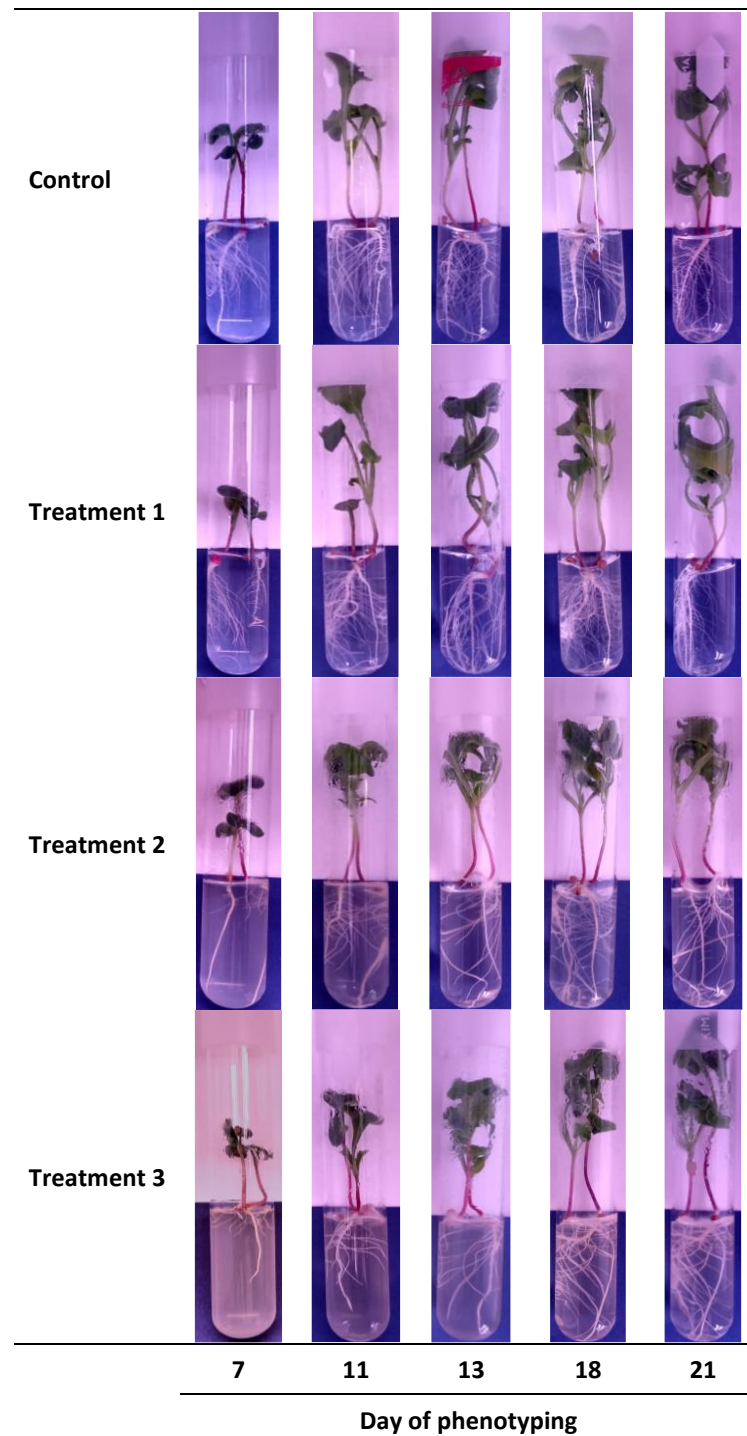 Control
Treatment 1
Treatment 2
Treatment 3
7 11 13 18 21
Day of phenotyping